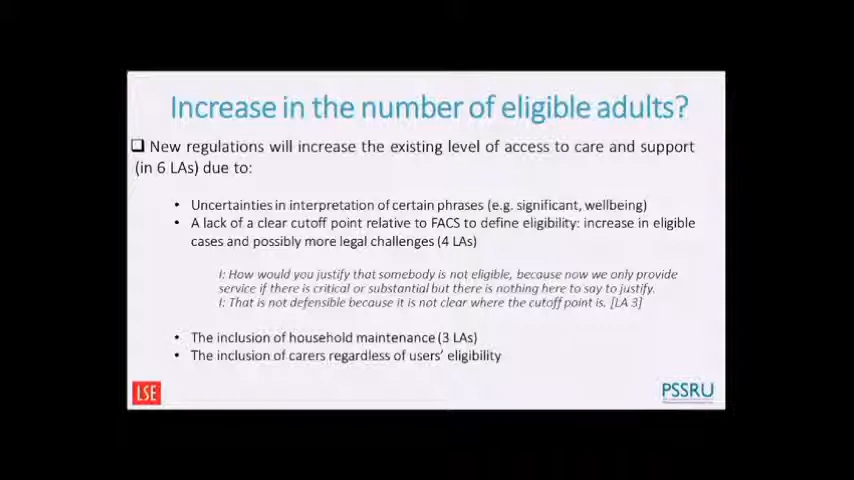 Increase in the number of eligible adults?
New regulations will increase the existing level of access to care and support
(in 6 LAs) due to:
• Uncertainties in interpretation of certain phrases (e.g. significant, wellbeing)
• A lack of a clear cutoff point relative to FACS to define eligibility: increase in eligible
cases and possibly more legal challenges (4 LAs)
I: How would you justify that somebody is not eligible, because now we only provide
service if there is critical or substantial but there is nothing here to say to justify.
I: That is not defensible because it is not clear where the cutoff point is. [LA 3]
• The inclusion of household maintenance (3 LAs)
• The inclusion of carers regardless of users' eligibility
LSE
PSSRU